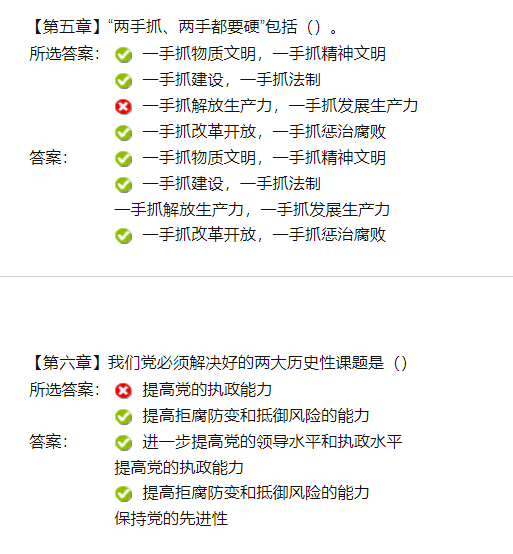 【第五章】“两手抓、两手都要硬”包括（）。
所选答案： 一手抓物质文明，一手抓精神文明
一手抓建设，一手抓法制
一手抓解放生产力，一手抓发展生产力
一手抓改革开放，一手抓惩治腐败
答案： 一手抓物质文明，一手抓精神文明
一手抓建设，一手抓法制
一手抓解放生产力，一手抓发展生产力
一手抓改革开放，一手抓惩治腐败
【第六章】我们党必须解决好的两大历史性课题是（）
所选答案： 提高党的执政能力
提高拒腐防变和抵御风险的能力
答案： 进一步提高党的领导水平和执政水平
提高党的执政能力
提高拒腐防变和抵御风险的能力
保持党的先进性